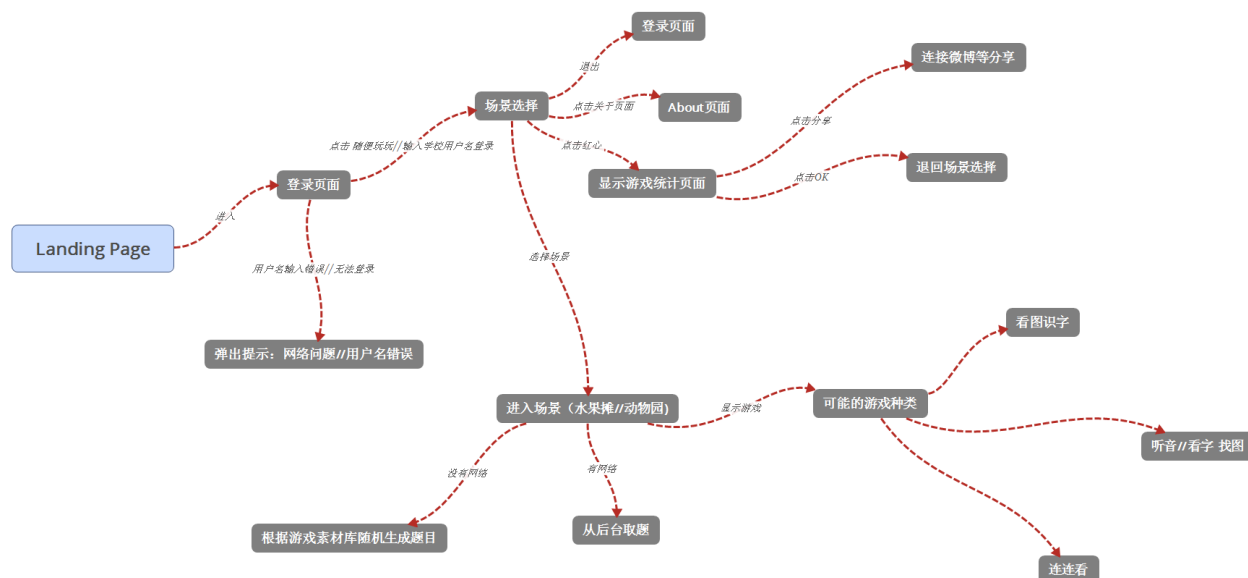 登录页面
退出
连接微博等分享
场景选择
点击关于页面
About页面
点击分享
点击 随便玩玩//输入学校用户名登录
点击红心
退回场景选择
登录页面
显示游戏统计页面
点击OK
进入
Landing Page
选择场景
用户名输入错误//无法登录
看图识字
弹出提示：网络问题//用户名错误
进入场景（水果摊//动物园)
显示游戏
可能的游戏种类
听音//看字 找图
没有网络
有网络
根据游戏素材库随机生成题目
从后台取题
连连看